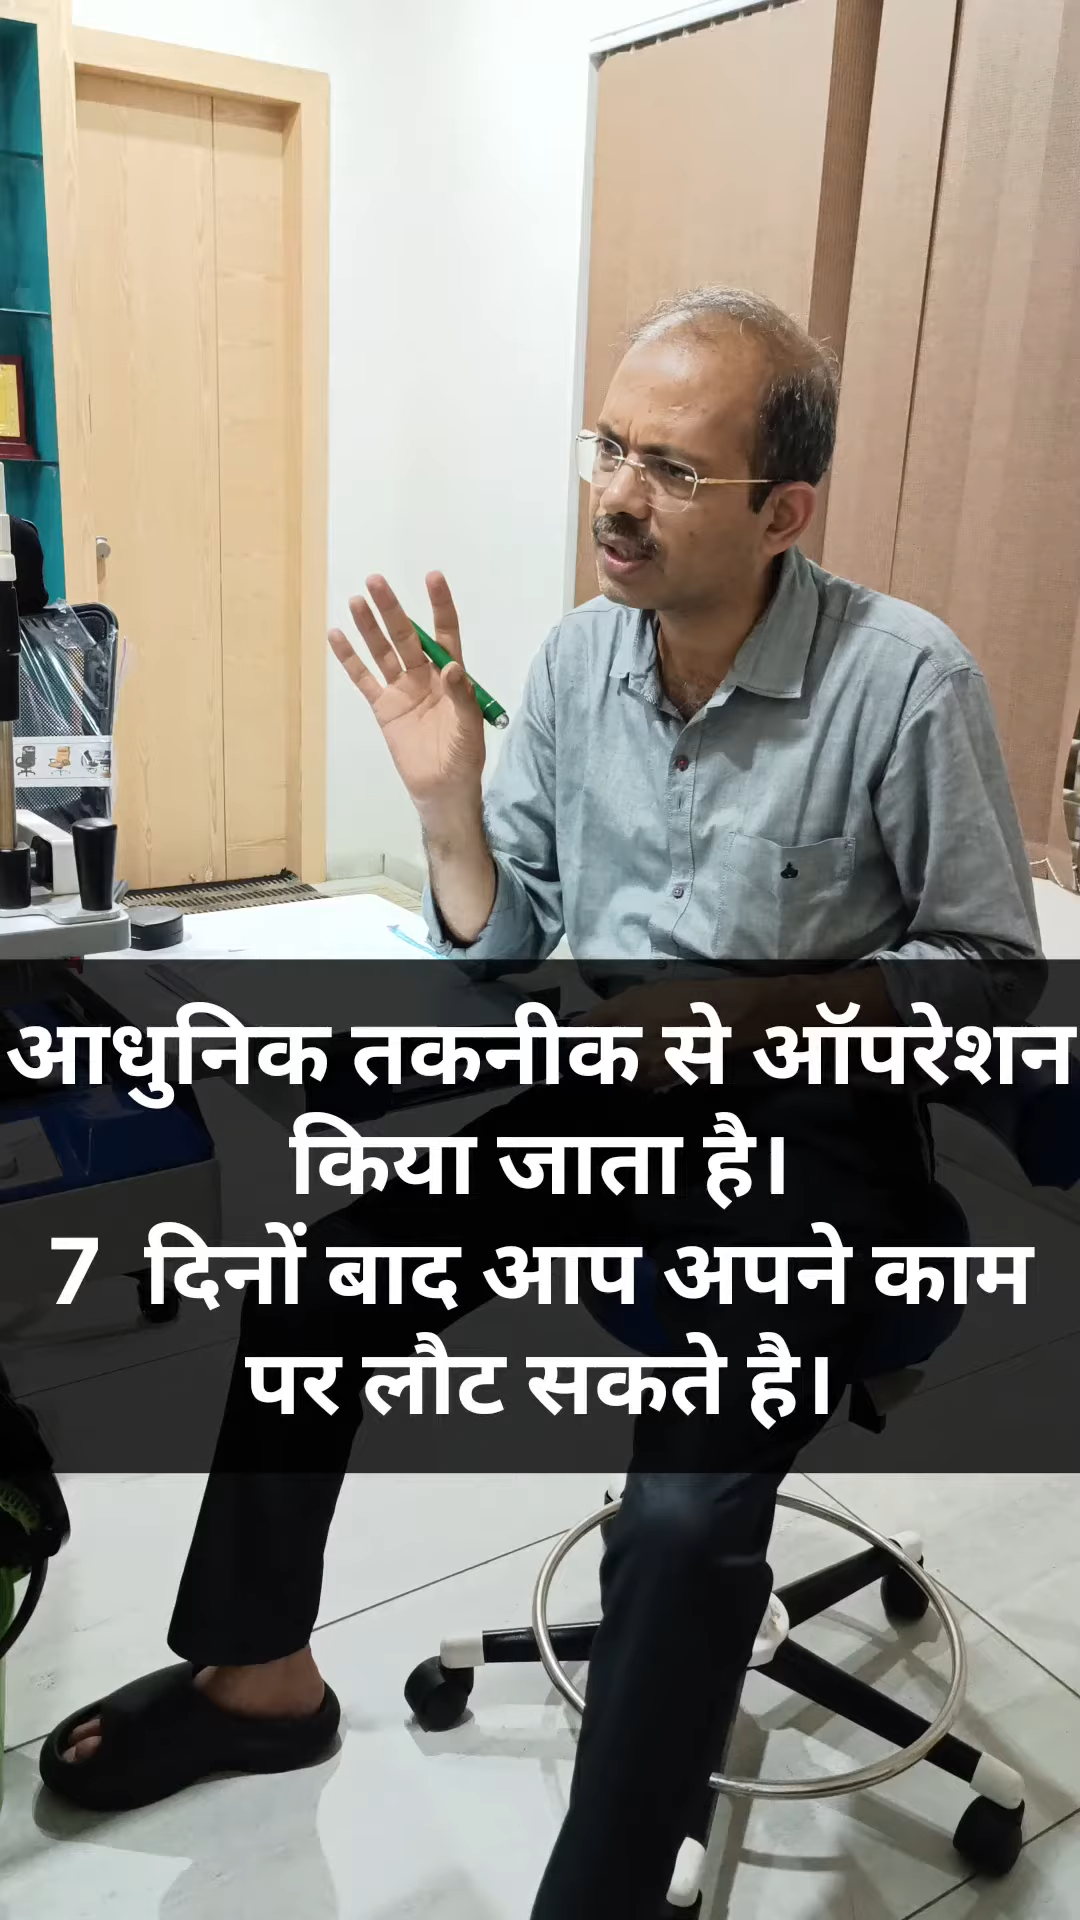 आधुनिक तकनीक से ऑपरेशन
किया जाता है।
7 दिनों बाद आप अपने काम
पर लौट सकते है।